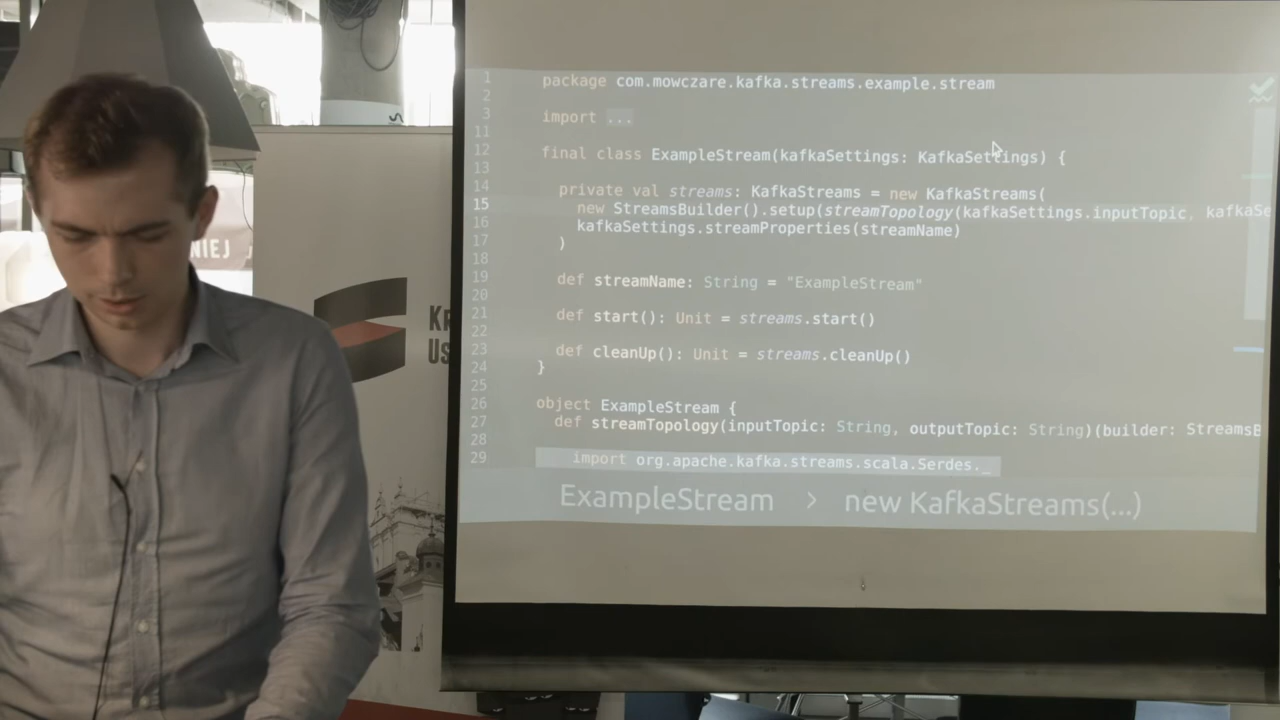 1 package com.mowczare.kafka.streams.example.stream
2
3 import ...
11
12 final class ExampleStream(kafkaSettings: KafkaSettings) {
13
14 private val streams: KafkaStreams = new KafkaStreams(
15 new StreamsBuilder().setup(streamTopology(kafkaSettings.inputTopic, kafkaSe
16 kafkaSettings.streamProperties(streamName)
17 )
18
19 def streamName: String = "ExampleStream"
20
21 def start(): Unit = streams.start()
22
23 def cleanUp(): Unit = streams.cleanUp()
24 }
25
26 object ExampleStream {
27 def streamTopology(inputTopic: String, outputTopic: String)(builder: StreamsB
28
29 import org.apache.kafka.streams.scala.Serdes._
ExampleStream > new KafkaStreams(...)
NIEJ